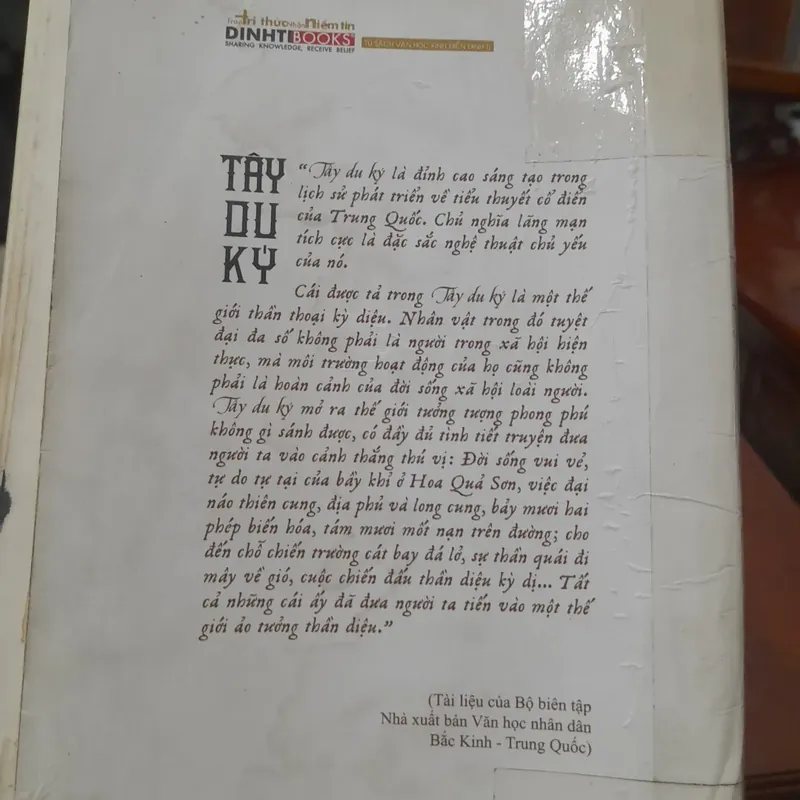 Trao tri thức Nhận niềm tin
DINHTIBOOKS
SHARING KNOWLEDGE, RECEIVE BELIEF
TỦ SÁCH VĂN HỌC KINH ĐIỂN ĐINH TỊ
TÂY
DU
KÝ
“Tây du ký là đỉnh cao sáng tạo trong
lịch sử phát triển về tiểu thuyết cổ điển
của Trung Quốc. Chủ nghĩa lãng mạn
tích cực là đặc sắc nghệ thuật chủ yếu
của nó.
Cái được tả trong Tây du ký là một thế
giới thần thoại kỳ diệu. Nhân vật trong đó tuyệt
đại đa số không phải là người trong xã hội hiện
thực, mà môi trường hoạt động của họ cũng không
phải là hoàn cảnh của đời sống xã hội loài người.
Tây du ký mở ra thế giới tưởng tượng phong phú
không gì sánh được, có đầy đủ tình tiết truyện đưa
người ta vào cảnh thắng thú vị: Đời sống vui vẻ,
tự do tự tại của bầy khỉ ở Hoa Quả Sơn, việc đại
náo thiên cung, địa phủ và long cung, bảy mươi hai
phép biến hóa, tám mươi mốt nạn trên đường; cho
đến chỗ chiến trường cát bay đá lở, sự thần quái đi
mây về gió, cuộc chiến đấu thần diệu kỳ dị... Tất
cả những cái ấy đã đưa người ta tiến vào một thế
giới ảo tưởng thần diệu.”
(Tài liệu của Bộ biên tập
Nhà xuất bản Văn học nhân dân
Bắc Kinh - Trung Quốc)